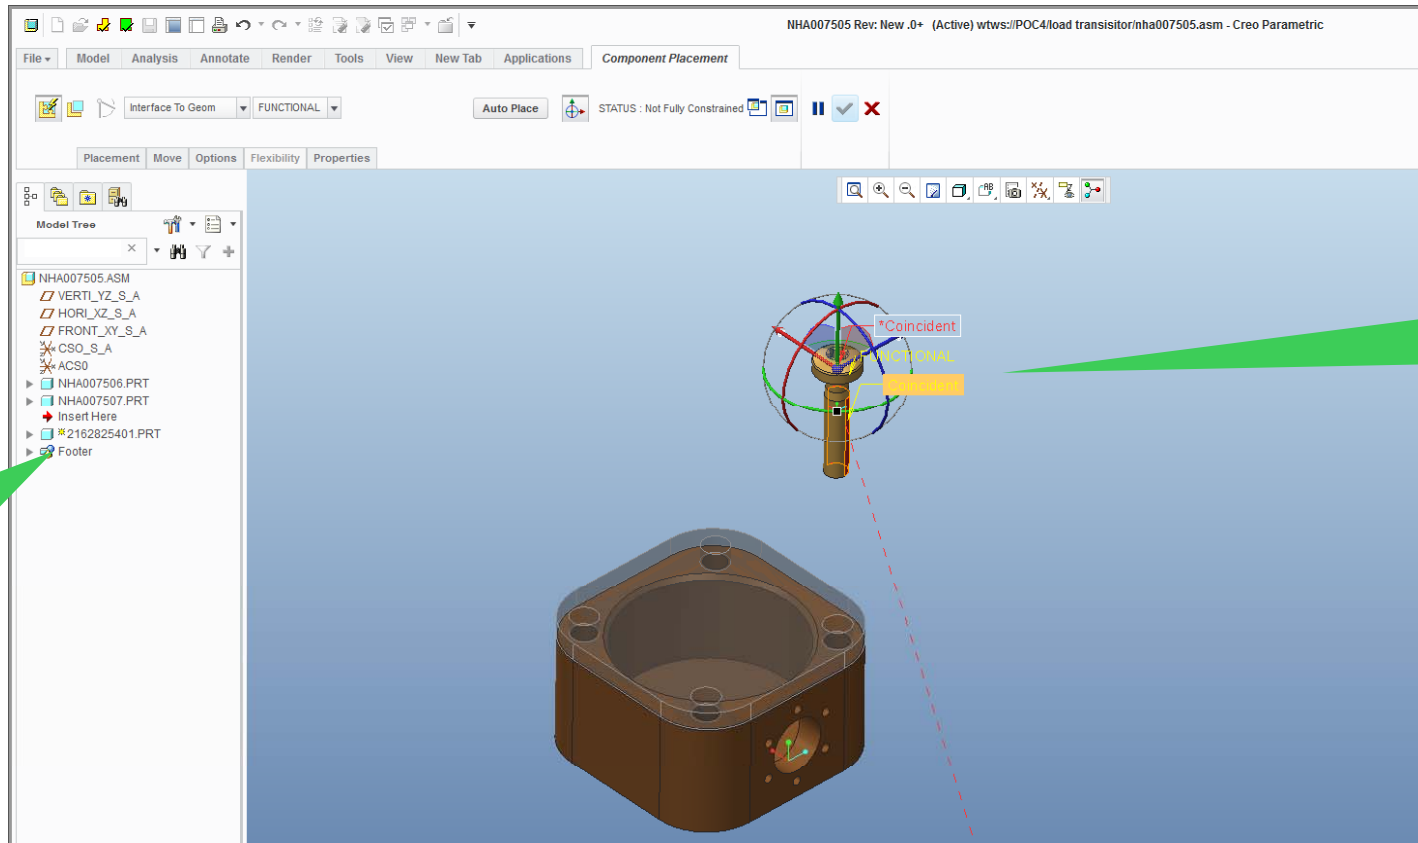 NHA007505 Rev: New .0+ (Active) wtws://POC4/load transisitor/nha007505.asm - Creo Parametric
File Model Analysis Annotate Render Tools View New Tab Applications Component Placement
Interface To Geom FUNCTIONAL Auto Place STATUS : Not Fully Constrained
Placement Move Options Flexibility Properties
Model Tree
NHA007505.ASM
VERTI_YZ_S_A
HORI_XZ_S_A
FRONT_XY_S_A
CSO_S_A
ACS0
NHA007506.PRT
NHA007507.PRT
Insert Here
2162825401.PRT
Footer
*Coincident
FUNCTIONAL
Coincident